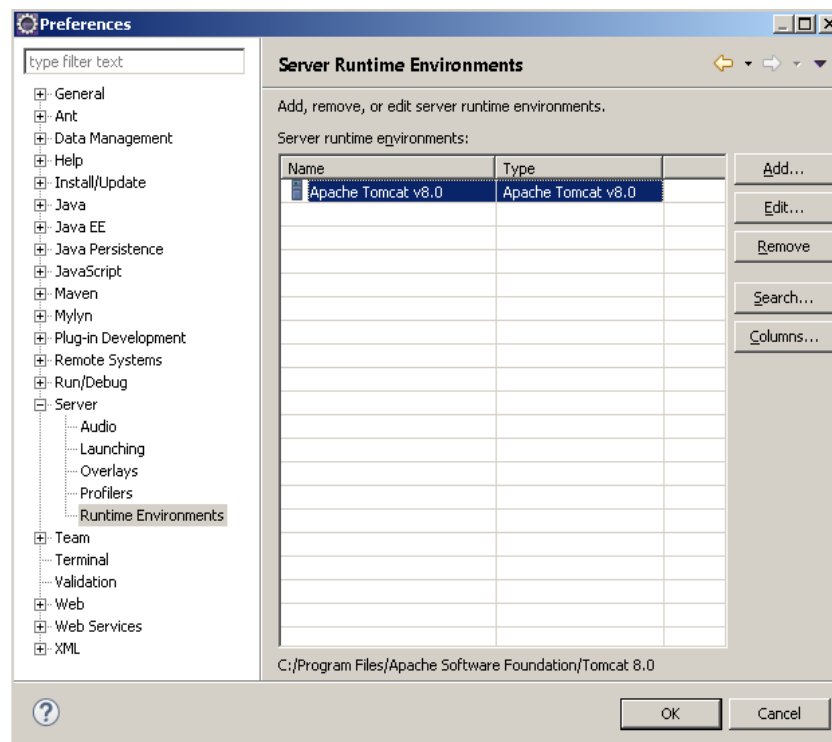 Preferences
type filter text
General
Ant
Data Management
Help
Install/Update
Java
Java EE
Java Persistence
JavaScript
Maven
Mylyn
Plug-in Development
Remote Systems
Run/Debug
Server
Audio
Launching
Overlays
Profilers
Runtime Environments
Team
Terminal
Validation
Web
Web Services
XML
Server Runtime Environments
Add, remove, or edit server runtime environments.
Server runtime environments:
Name Type
Apache Tomcat v8.0 Apache Tomcat v8.0
Add...
Edit...
Remove
Search...
Columns...
C:/Program Files/Apache Software Foundation/Tomcat 8.0
? OK Cancel